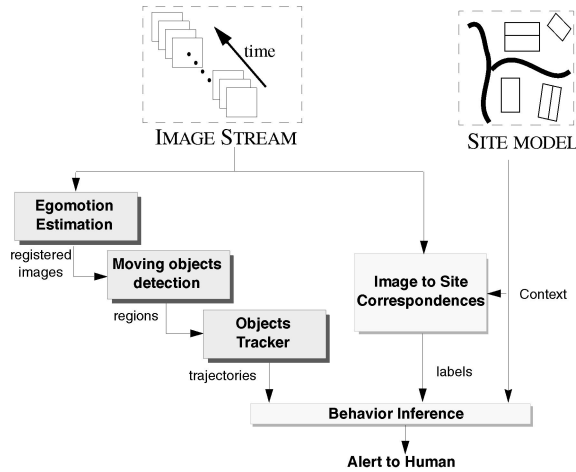 time
IMAGE STREAM
SITE MODEL
Egomotion
Estimation
registered
images
Moving objects
detection
regions
Objects
Tracker
trajectories
Image to Site
Correspondences
Context
labels
Behavior Inference
Alert to Human